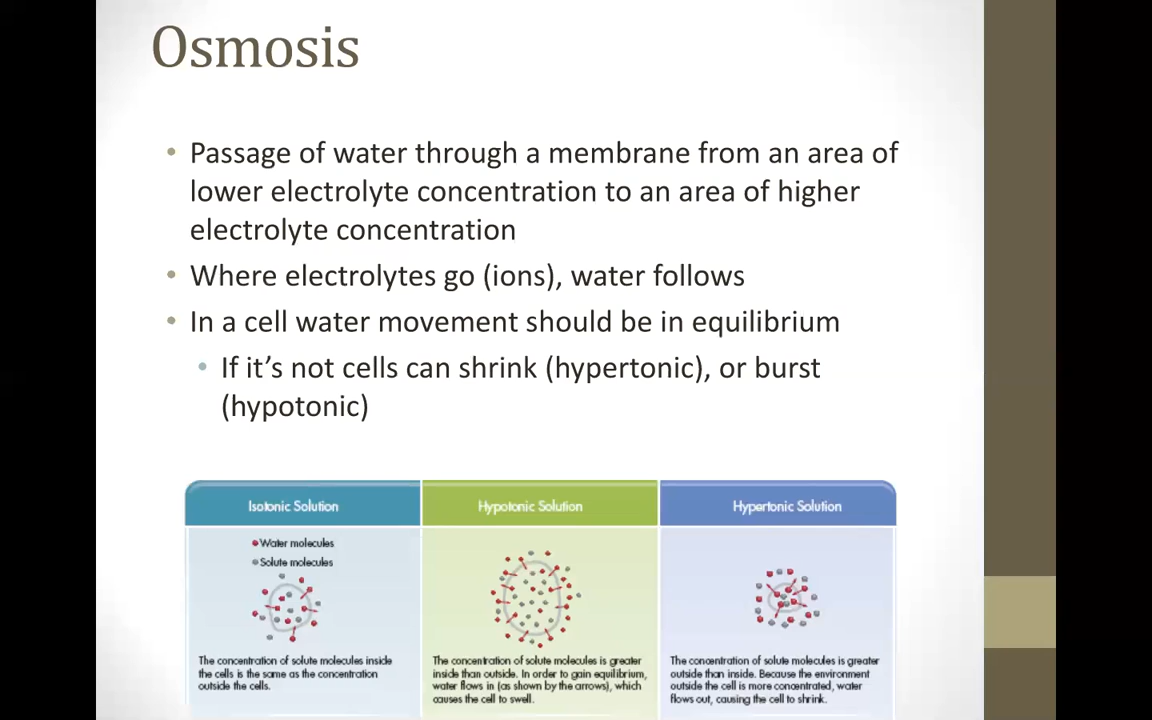 Osmosis
• Passage of water through a membrane from an area of
lower electrolyte concentration to an area of higher
electrolyte concentration
• Where electrolytes go (ions), water follows
• In a cell water movement should be in equilibrium
• If it’s not cells can shrink (hypertonic), or burst
(hypotonic)
Isotonic Solution
Water molecules
Solute molecules
The concentration of solute molecules inside
the cells is the same as the concentration
outside the cells.
Hypotonic Solution
The concentration of solute molecules is greater
inside than outside. In order to gain equilibrium,
water flows in (as shown by the arrows), which
causes the cell to swell.
Hypertonic Solution
The concentration of solute molecules is greater
outside than inside. Because the environment
outside the cell is more concentrated, water
flows out, causing the cell to shrink.